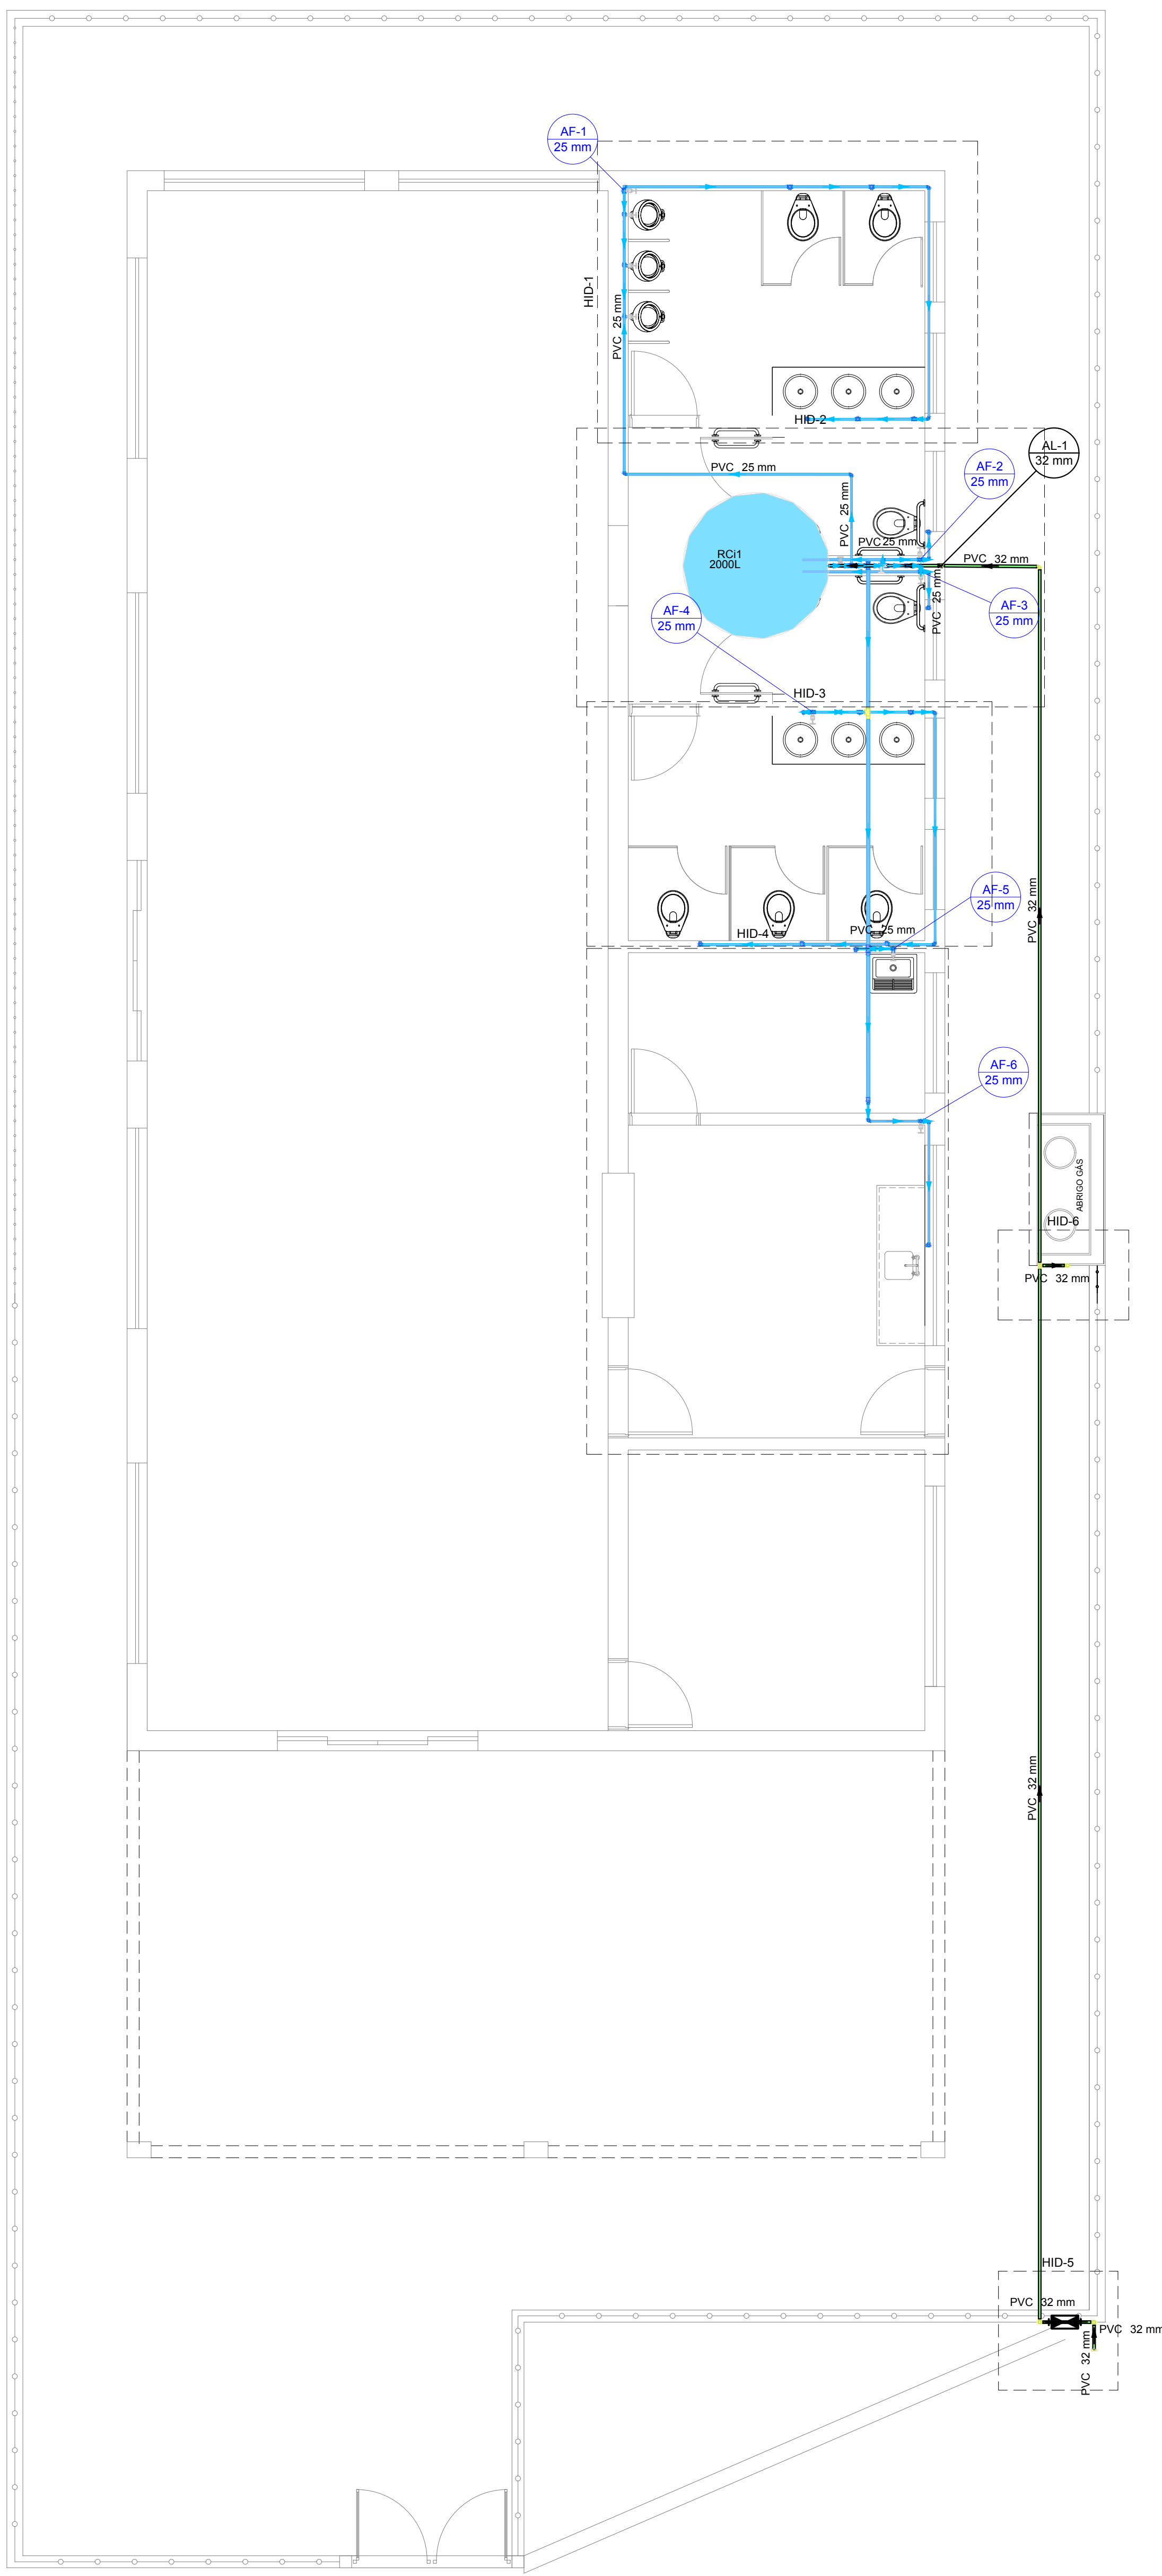 AF-1
25 mm
HID-1
PVC 25 mm
HID-2
AL-1
32 mm
AF-2
25 mm
PVC 25 mm
PVC 25 mm
PVC 25 mm
RCi1
2000L
PVC 32 mm
AF-4
25 mm
PVC 25 mm
AF-3
25 mm
HID-3
AF-5
25 mm
PVC 32 mm
HID-4
PVC 25 mm
AF-6
25 mm
ABRIGO GÁS
HID-6
PVC 32 mm
PVC 32 mm
HID-5
PVC 32 mm
PVC 32 mm
PVC 32 mm